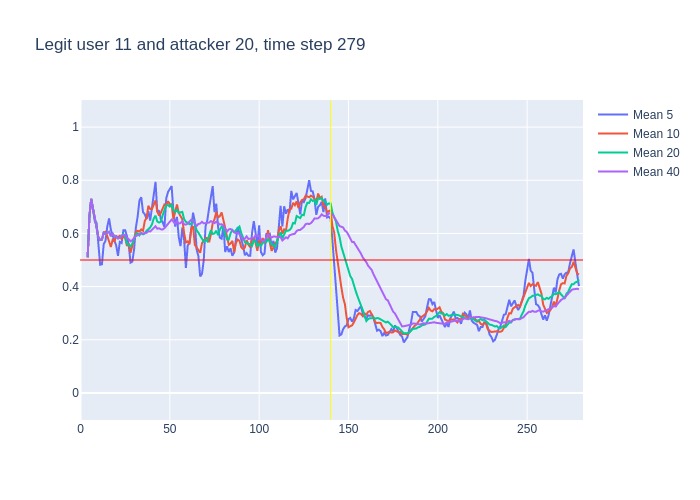 Legit user 11 and attacker 20, time step 279
Mean 5
Mean 10
Mean 20
Mean 40
1
0.8
0.6
0.4
0.2
0
0 50 100 150 200 250